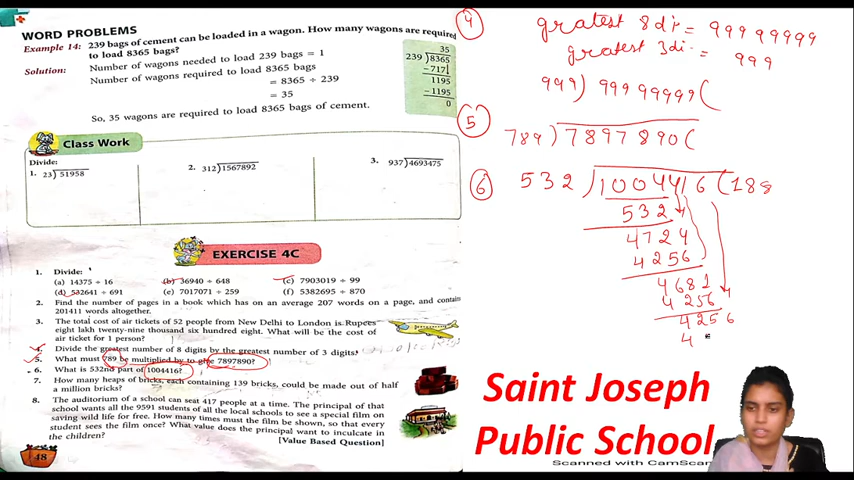 WORD PROBLEMS
Example 14: 239 bags of cement can be loaded in a wagon. How many wagons are required
to load 8365 bags?
Solution: Number of wagons needed to load 239 bags = 1
Number of wagons required to load 8365 bags
= 8365 ÷ 239
= 35
So, 35 wagons are required to load 8365 bags of cement.
35
239 ) 8365
− 717
1195
− 1195
0
Class Work
Divide:
1. 23 ) 51958
2. 312 ) 1567892
3. 937 ) 4693475
EXERCISE 4C
1. Divide:
(a) 14375 ÷ 16 (b) 36940 ÷ 648 (c) 7903019 ÷ 99
(d) 532641 ÷ 691 (e) 7017071 ÷ 259 (f) 5382695 ÷ 870
2. Find the number of pages in a book which has on an average 207 words on a page, and contain
201411 words altogether.
3. The total cost of air tickets of 52 people from New Delhi to London is Rupees
eight lakh twenty-nine thousand six hundred eight. What will be the cost of
air ticket for 1 person?
4. Divide the greatest number of 8 digits by the greatest number of 3 digits.
5. What must 789 be multiplied by to give 7897890?
6. What is 532nd part of 1004416?
7. How many heaps of bricks, each containing 139 bricks, could be made out of half
a million bricks?
8. The auditorium of a school can seat 417 people at a time. The principal of that
school wants all the 9591 students of all the local schools to see a special film on
saving wild life for free. How many times must the film be shown, so that every
student sees the film once? What value does the principal want to inculcate in
the children?
[Value Based Question]
48
4 gratest 8 di = 99999999
gratest 3 di = 999
999 ) 99999999 (
5 789 ) 7897890 (
6 532 ) 1004416 ( 188
532
4724
4256
4681
4256
4256
4
Saint Joseph
Public School
Scanned with CamScan